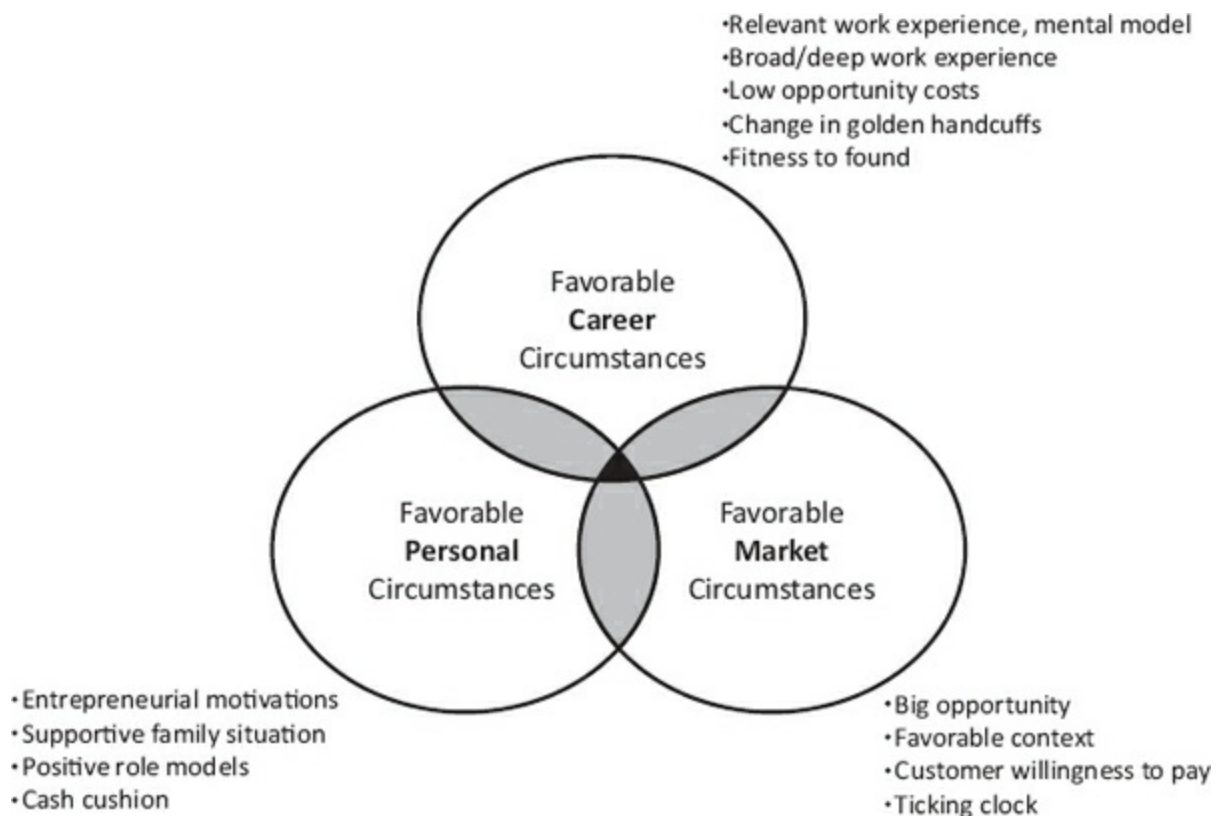 •Relevant work experience, mental model
•Broad/deep work experience
•Low opportunity costs
•Change in golden handcuffs
•Fitness to found
Favorable
Career
Circumstances
Favorable
Personal
Circumstances
Favorable
Market
Circumstances
•Entrepreneurial motivations
•Supportive family situation
•Positive role models
•Cash cushion
•Big opportunity
•Favorable context
•Customer willingness to pay
•Ticking clock